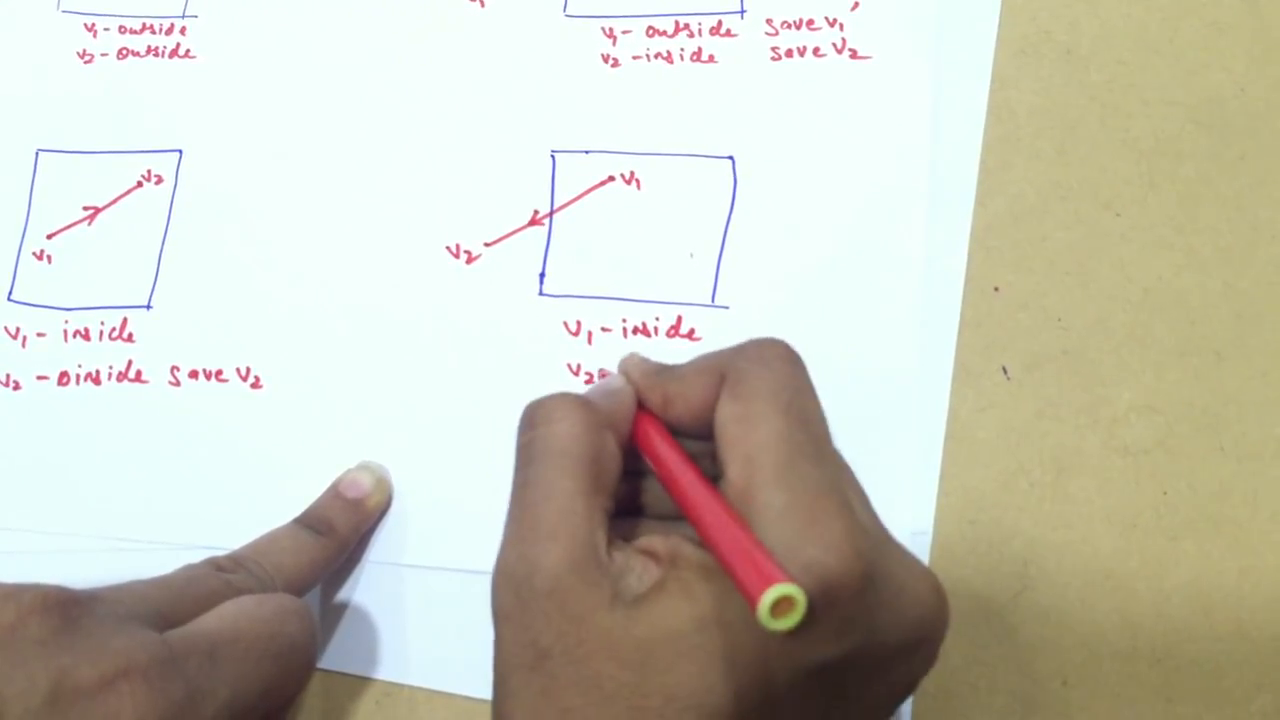 v₁ - outside
v₂ - outside
v₁ - outside save v₁'
v₂ - inside save v₂
v₂
v₁
v₁ - inside
v₂ - inside save v₂
v₁
v₂
v₁ - inside
v₂